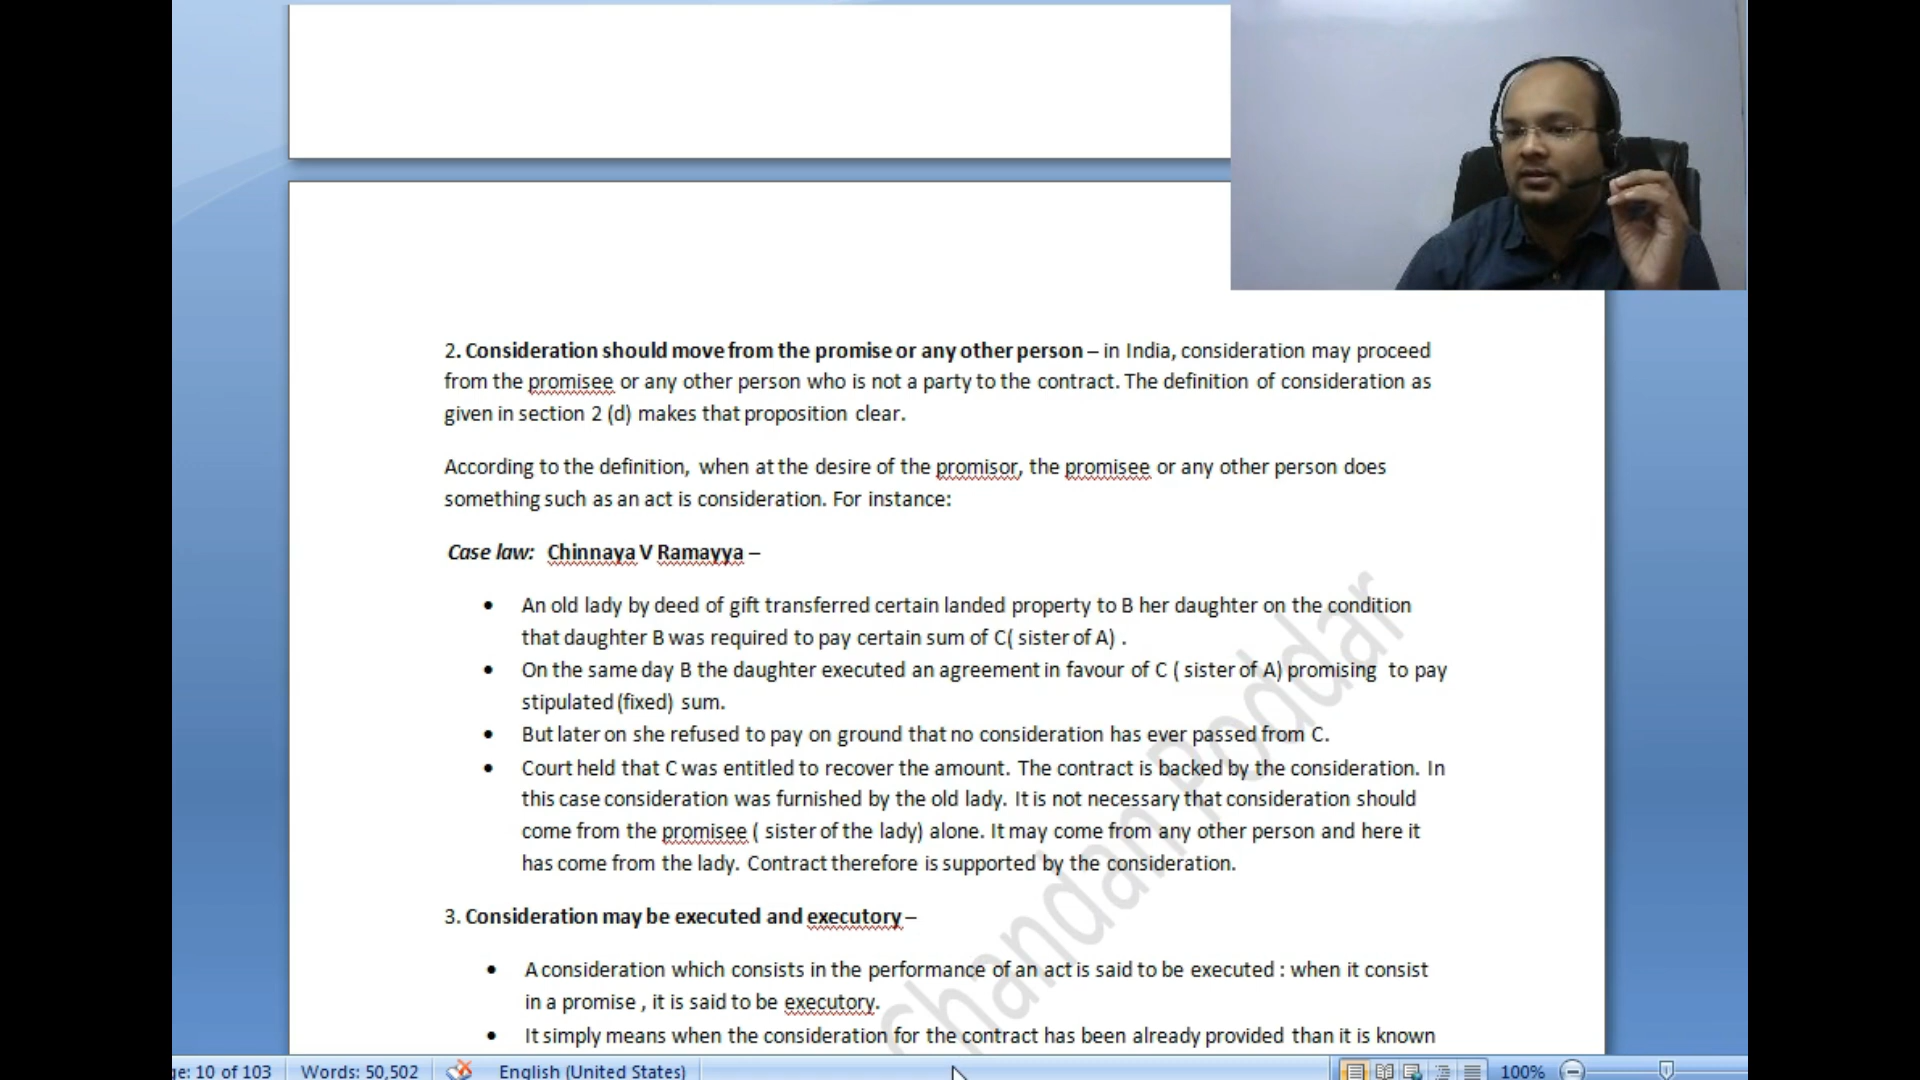 2. Consideration should move from the promise or any other person – in India, consideration may proceed
from the promisee or any other person who is not a party to the contract. The definition of consideration as
given in section 2 (d) makes that proposition clear.
According to the definition, when at the desire of the promisor, the promisee or any other person does
something such as an act is consideration. For instance:
Case law: Chinnaya V Ramayya –
• An old lady by deed of gift transferred certain landed property to B her daughter on the condition
that daughter B was required to pay certain sum of C( sister of A) .
• On the same day B the daughter executed an agreement in favour of C ( sister of A) promising to pay
stipulated (fixed) sum.
• But later on she refused to pay on ground that no consideration has ever passed from C.
• Court held that C was entitled to recover the amount. The contract is backed by the consideration. In
this case consideration was furnished by the old lady. It is not necessary that consideration should
come from the promisee ( sister of the lady) alone. It may come from any other person and here it
has come from the lady. Contract therefore is supported by the consideration.
3. Consideration may be executed and executory –
• A consideration which consists in the performance of an act is said to be executed : when it consist
in a promise , it is said to be executory.
• It simply means when the consideration for the contract has been already provided than it is known
Chandan Poddar
ge: 10 of 103 Words: 50,502 English (United States) 100%